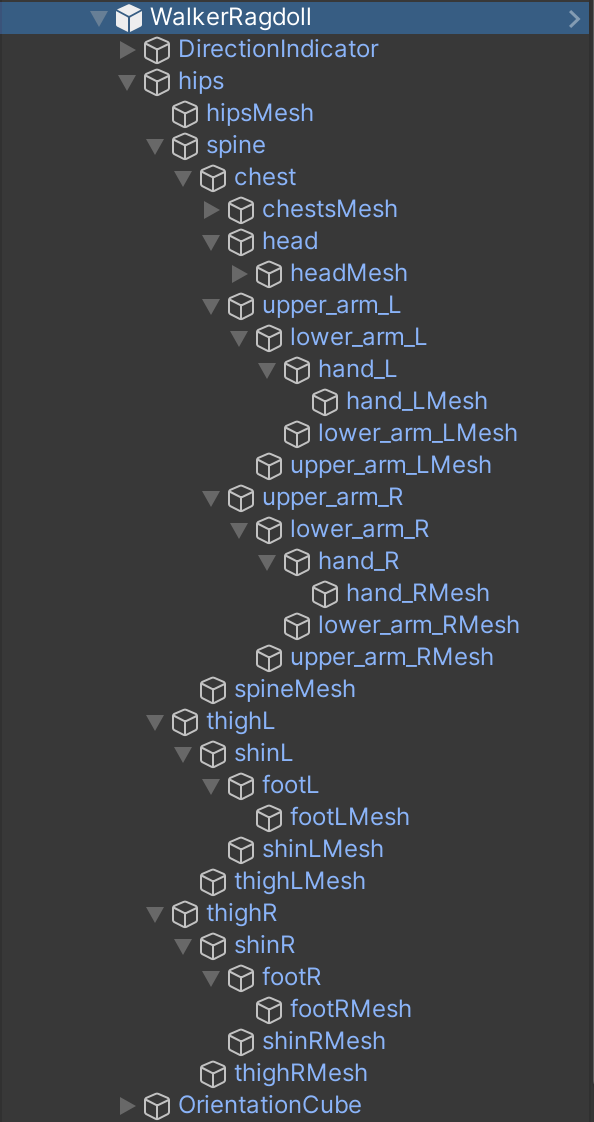 WalkerRagdoll
DirectionIndicator
hips
hipsMesh
spine
chest
chestsMesh
head
headMesh
upper_arm_L
lower_arm_L
hand_L
hand_LMesh
lower_arm_LMesh
upper_arm_LMesh
upper_arm_R
lower_arm_R
hand_R
hand_RMesh
lower_arm_RMesh
upper_arm_RMesh
spineMesh
thighL
shinL
footL
footLMesh
shinLMesh
thighLMesh
thighR
shinR
footR
footRMesh
shinRMesh
thighRMesh
OrientationCube